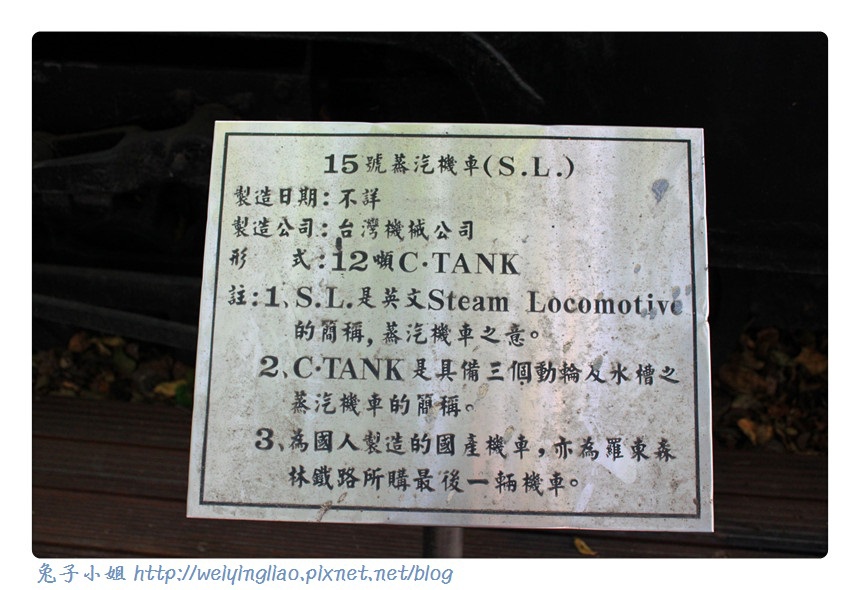 15號蒸汽機車(S.L.)
製造日期:不詳
製造公司:台灣機械公司
形 式:12噸C·TANK
註:1、S.L.是英文Steam Locomotive
的簡稱,蒸汽機車之意。
2、C·TANK是具備三個動輪及水槽之
蒸汽機車的簡稱。
3、為國人製造的國產機車,亦為羅東森
林鐵路所購最後一輛機車。
兔子小姐 http://weiyingliao.pixnet.net/blog